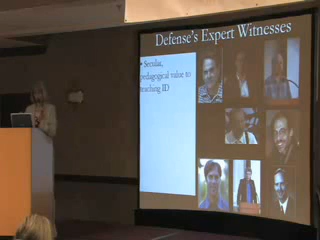 Defense's Expert Witnesses
• Secular,
pedagogical value to
teaching ID